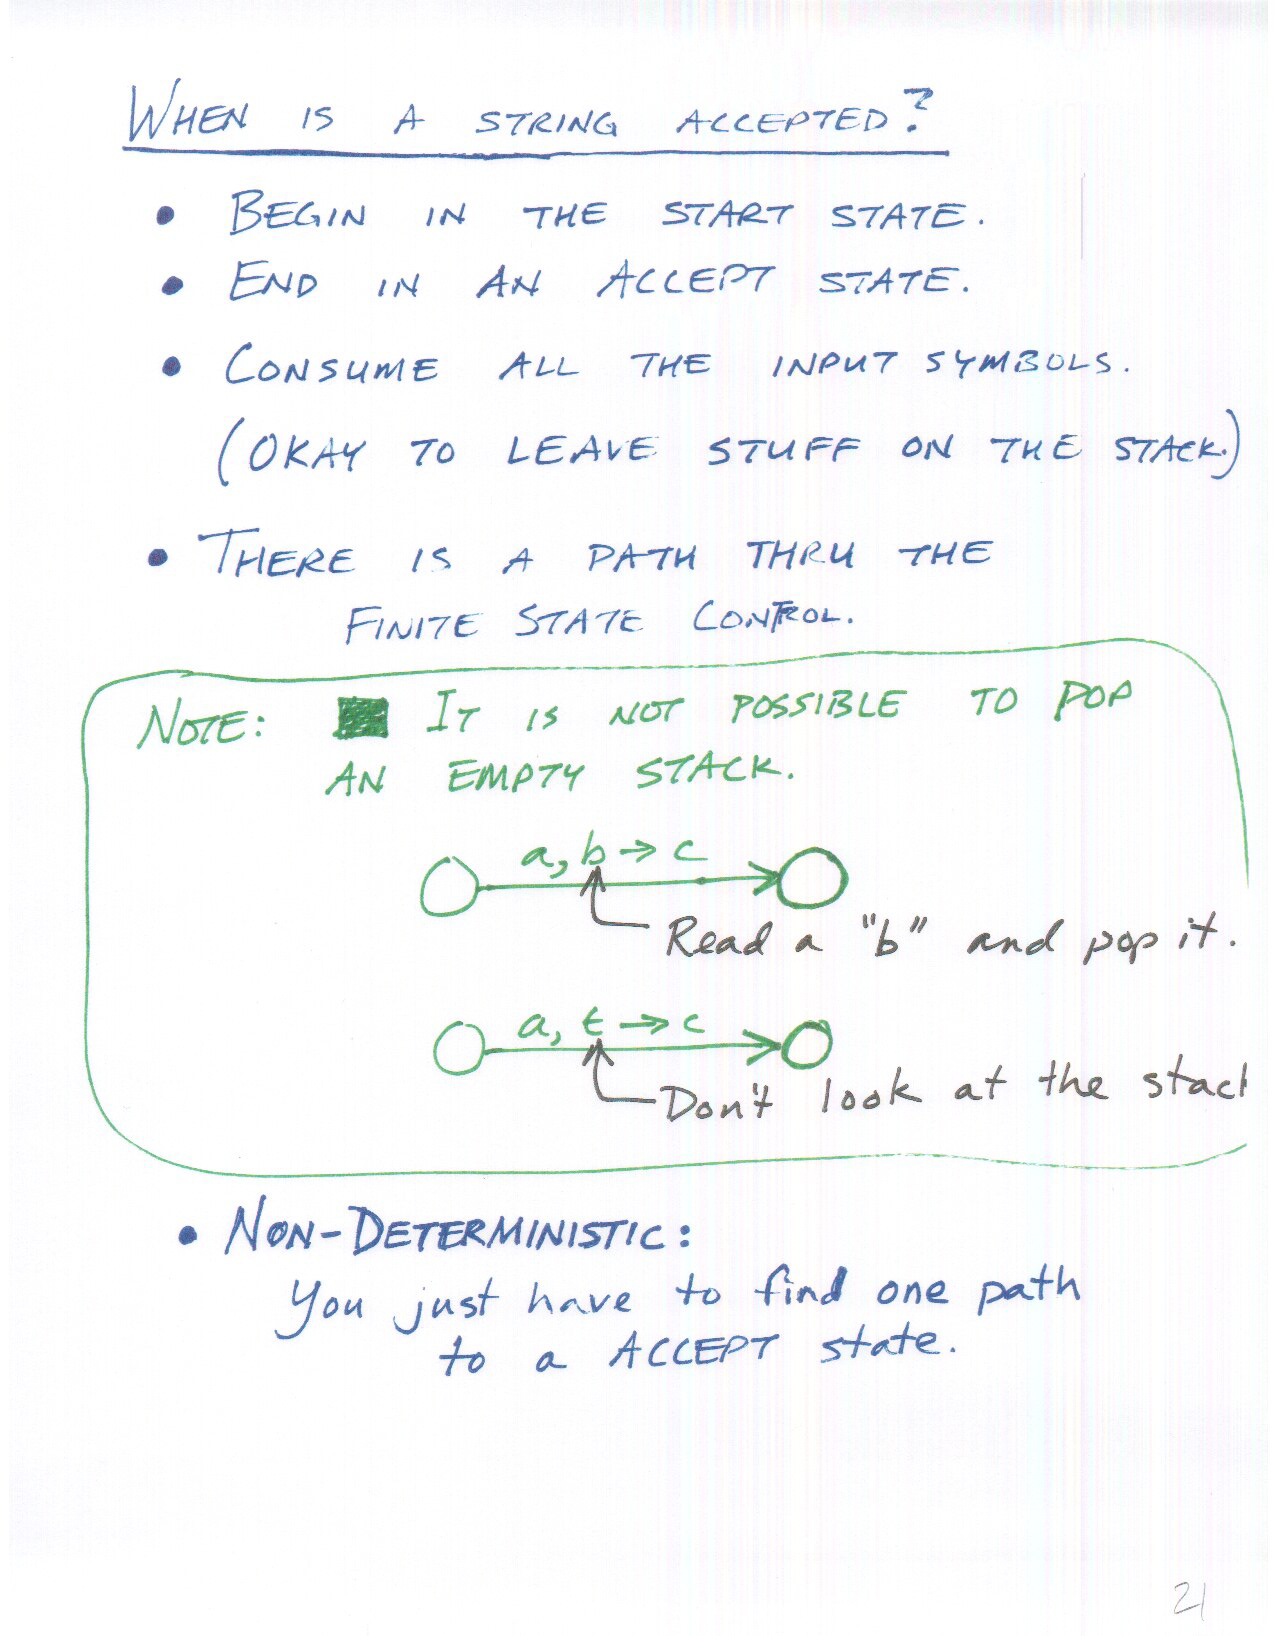 WHEN IS A STRING ACCEPTED?
• BEGIN IN THE START STATE.
• END IN AN ACCEPT STATE.
• CONSUME ALL THE INPUT SYMBOLS.
(OKAY TO LEAVE STUFF ON THE STACK.)
• THERE IS A PATH THRU THE
FINITE STATE CONTROL.
NOTE: IT IS NOT POSSIBLE TO POP
AN EMPTY STACK.
a, b → c
Read a "b" and pop it.
a, ε → c
Don't look at the stack
• NON-DETERMINISTIC:
You just have to find one path
to a ACCEPT state.
21